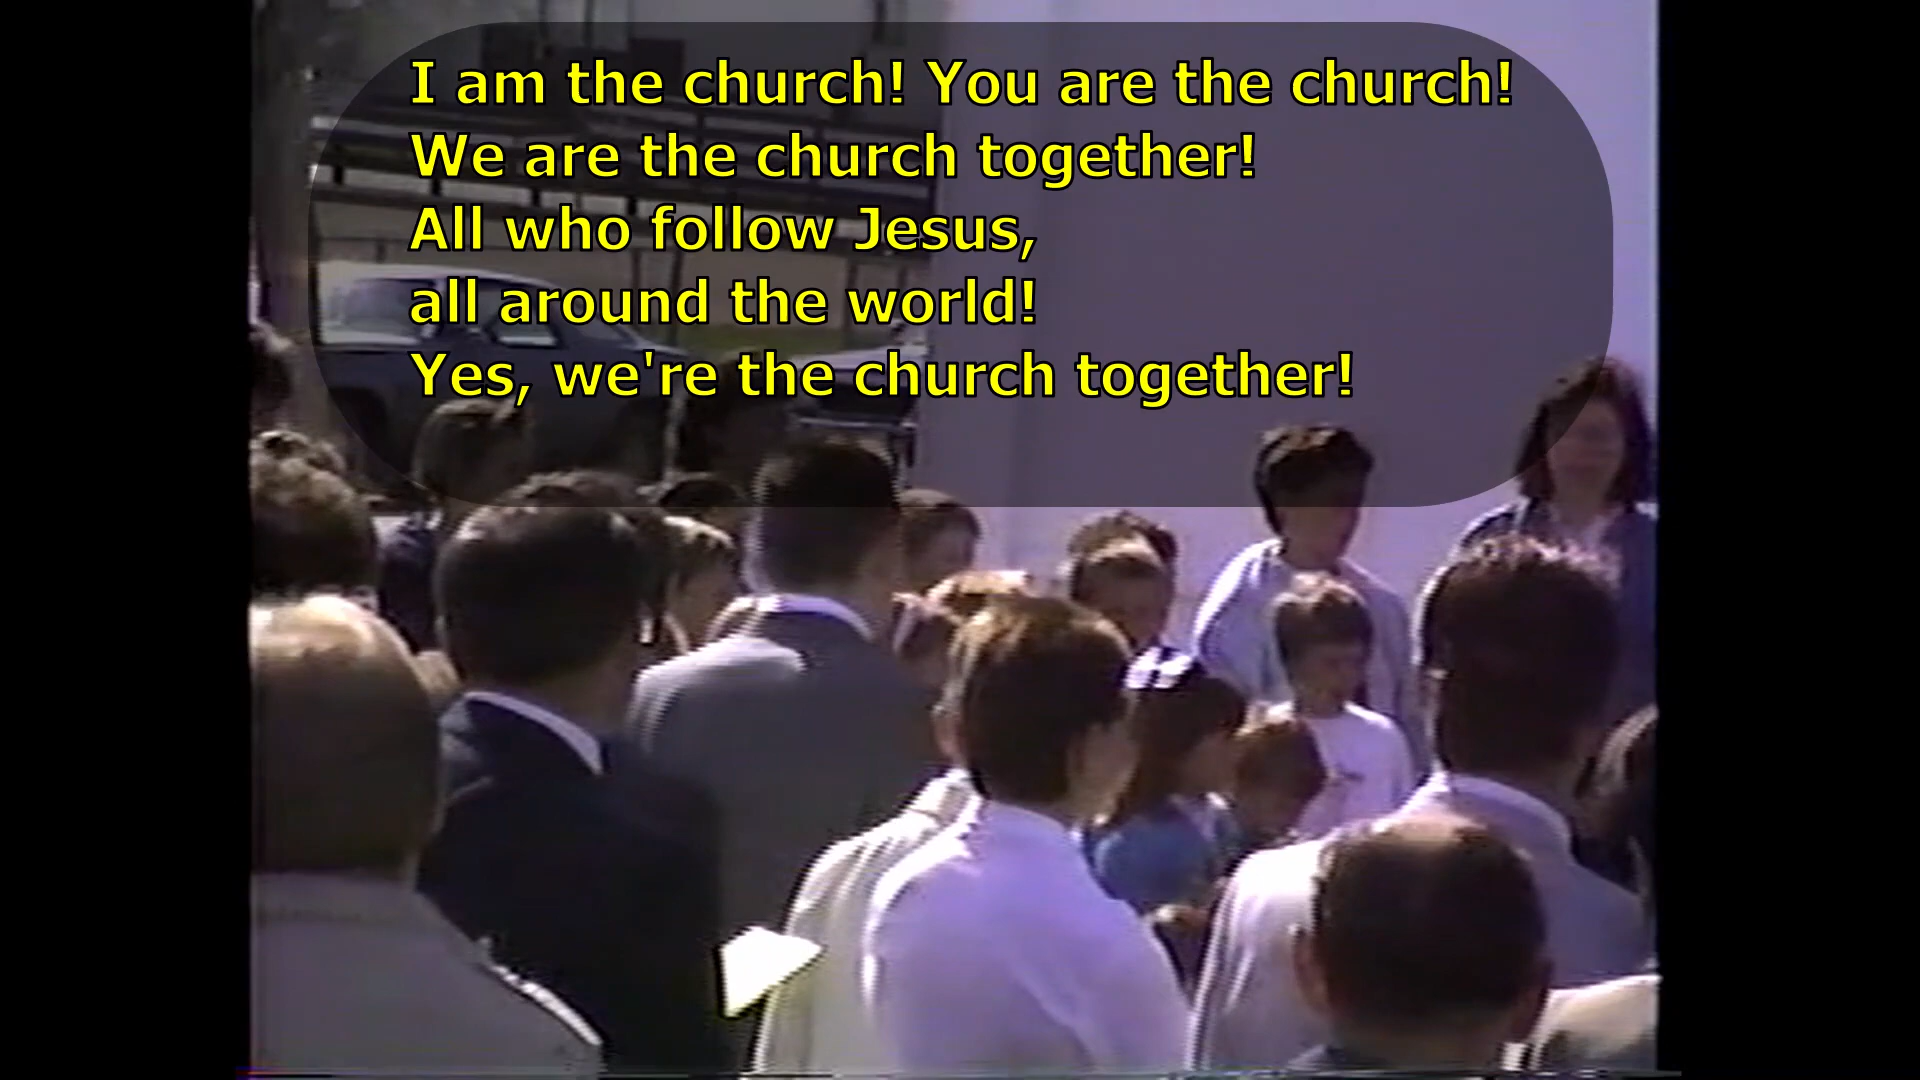 I am the church! You are the church!
We are the church together!
All who follow Jesus,
all around the world!
Yes, we're the church together!